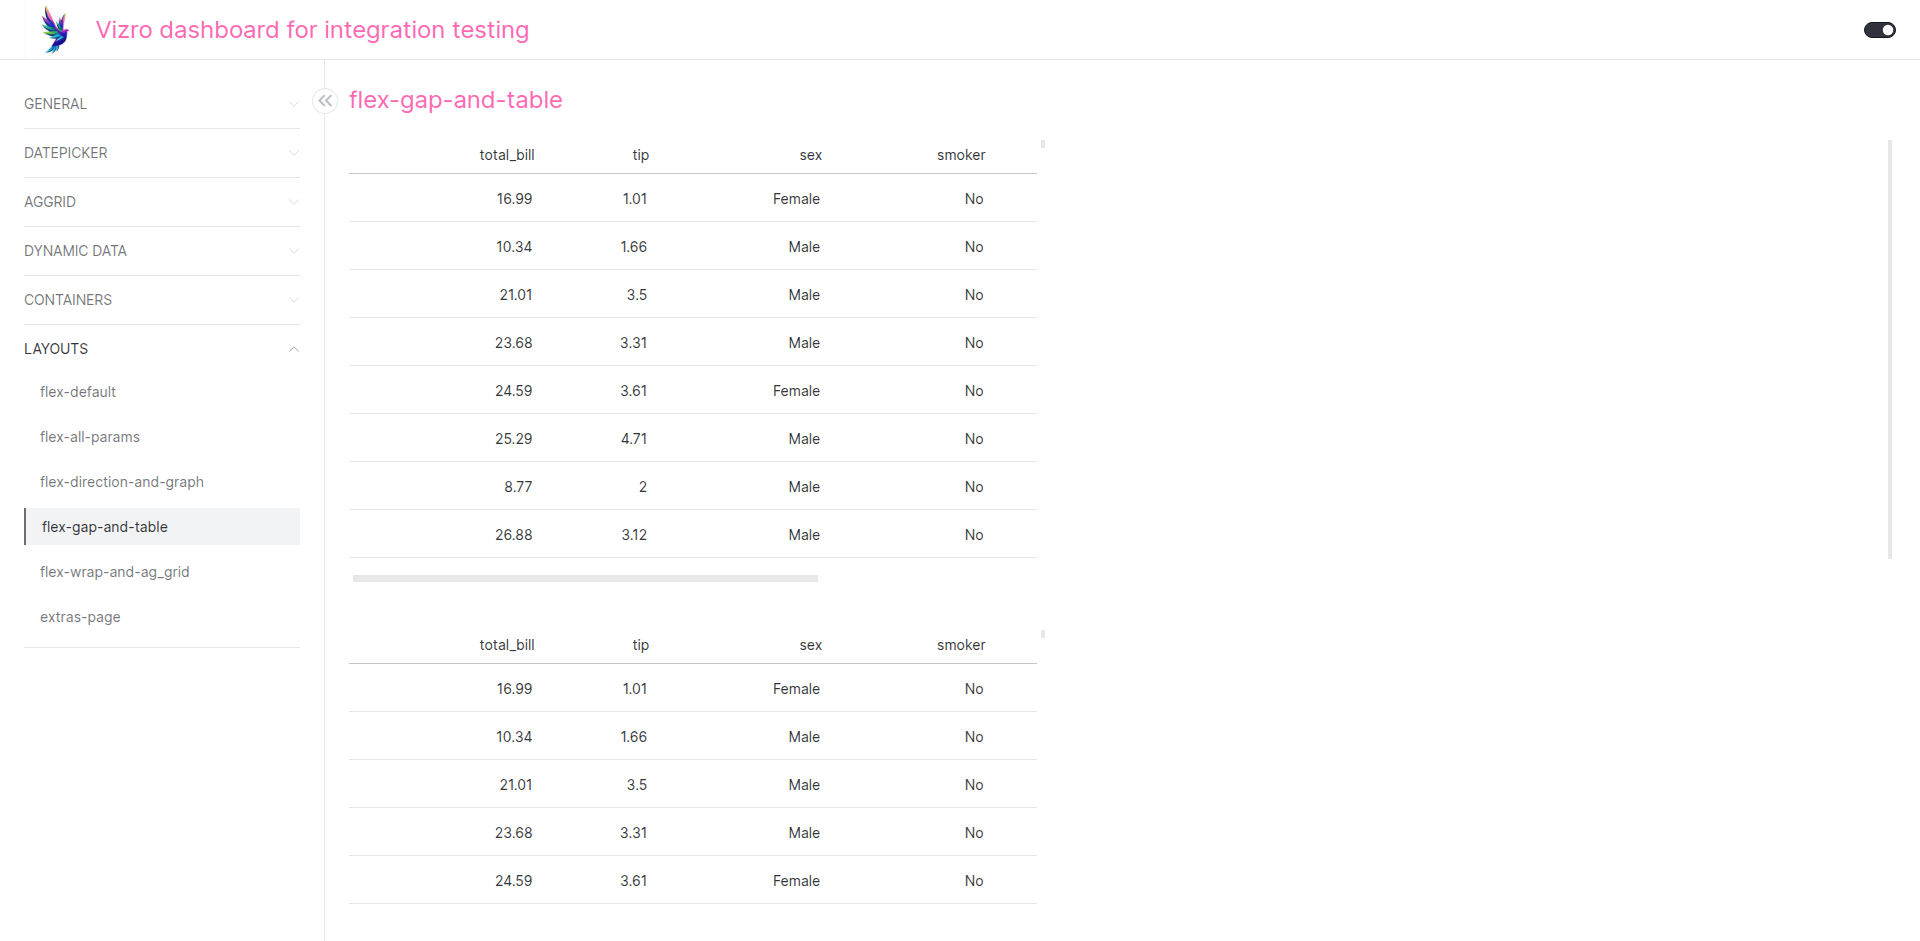 Vizro dashboard for integration testing
GENERAL
DATEPICKER
AGGRID
DYNAMIC DATA
CONTAINERS
LAYOUTS
flex-default
flex-all-params
flex-direction-and-graph
flex-gap-and-table
flex-wrap-and-ag_grid
extras-page
flex-gap-and-table
total_bill tip sex smoker
16.99 1.01 Female No
10.34 1.66 Male No
21.01 3.5 Male No
23.68 3.31 Male No
24.59 3.61 Female No
25.29 4.71 Male No
8.77 2 Male No
26.88 3.12 Male No
total_bill tip sex smoker
16.99 1.01 Female No
10.34 1.66 Male No
21.01 3.5 Male No
23.68 3.31 Male No
24.59 3.61 Female No